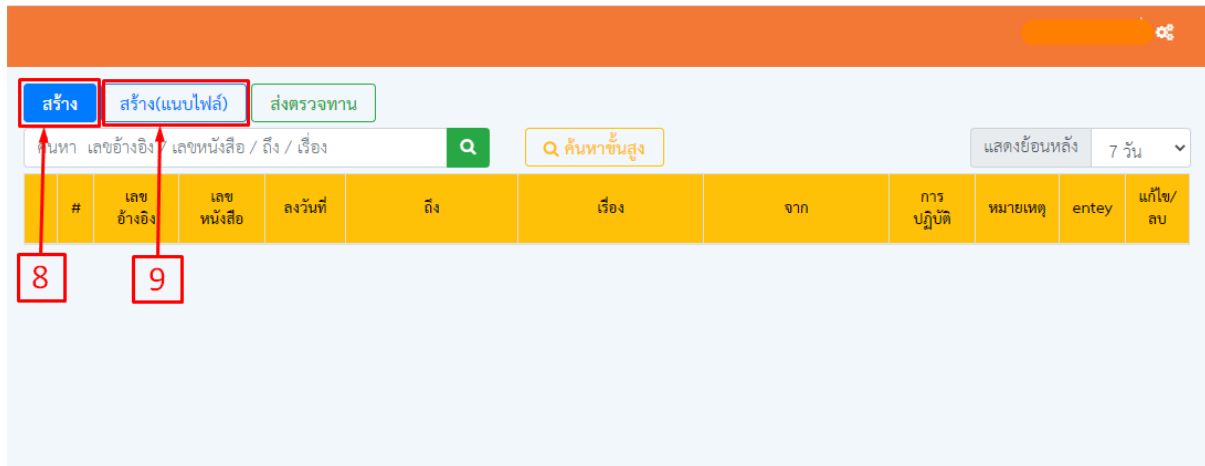 สร้าง สร้าง(แนบไฟล์) ส่งตรวจทาน
ค้นหา เลขอ้างอิง / เลขหนังสือ / ถึง / เรื่อง ค้นหาขั้นสูง แสดงย้อนหลัง 7 วัน
# เลขอ้างอิง เลขหนังสือ ลงวันที่ ถึง เรื่อง จาก การปฏิบัติ หมายเหตุ entey แก้ไข/ลบ
8 9